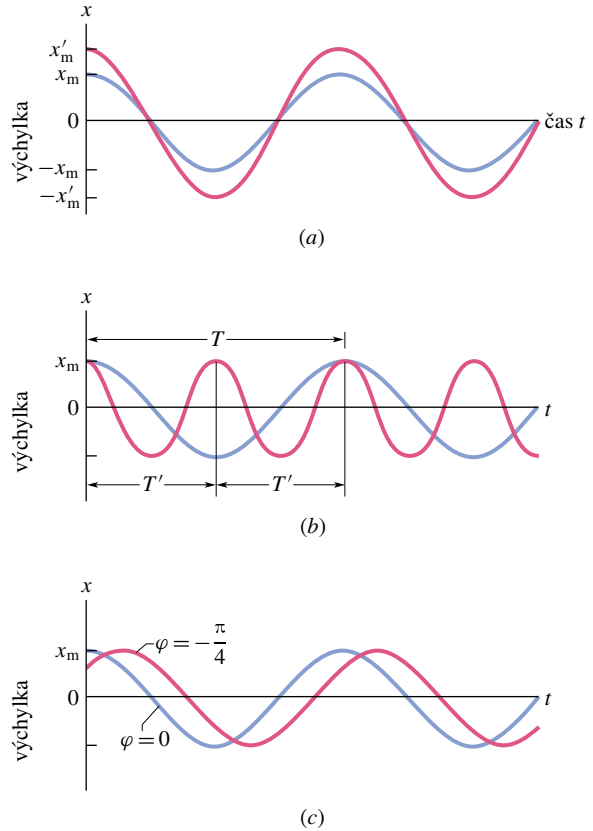 x
x′m
xm
0
−xm
−x′m
výchylka
čas t
(a)
x
T
xm
0
t
výchylka
T′ T′
(b)
x
xm
φ = −π/4
0
t
φ = 0
výchylka
(c)